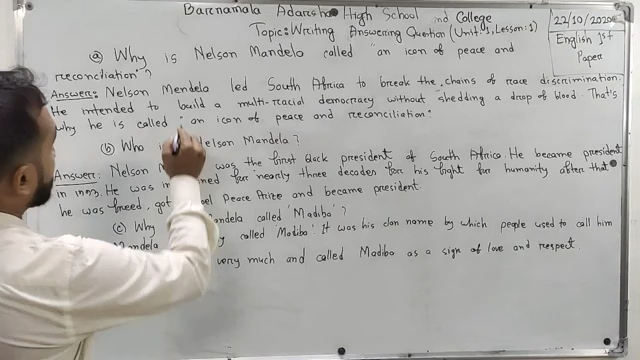 Barnamala Adarsha High School and College
22/10/2020
Topic: Writing Answering Question (Unit: 1, Lesson: 1)
English 1st
Paper
(a) Why is Nelson Mandela called "an icon of peace and
reconciliation"?
Answer: Nelson Mendela led South Africa to break the chains of race discrimination.
He intended to build a multi-racial democracy without shedding a drop of blood. That's
why he is called "an icon of peace and reconciliation."
(b) Who Nelson Mandela?
Answer: Nelson was the first black president of South Africa. He became president
in 1993. He was for nearly three decades for his fight for humanity after that
he was freed, got Peace Prize and became president.
(c) Why called "Madiba"?
called "Madiba". It was his clan name by which people used to call him
very much and called Madiba as a sign of love and respect.